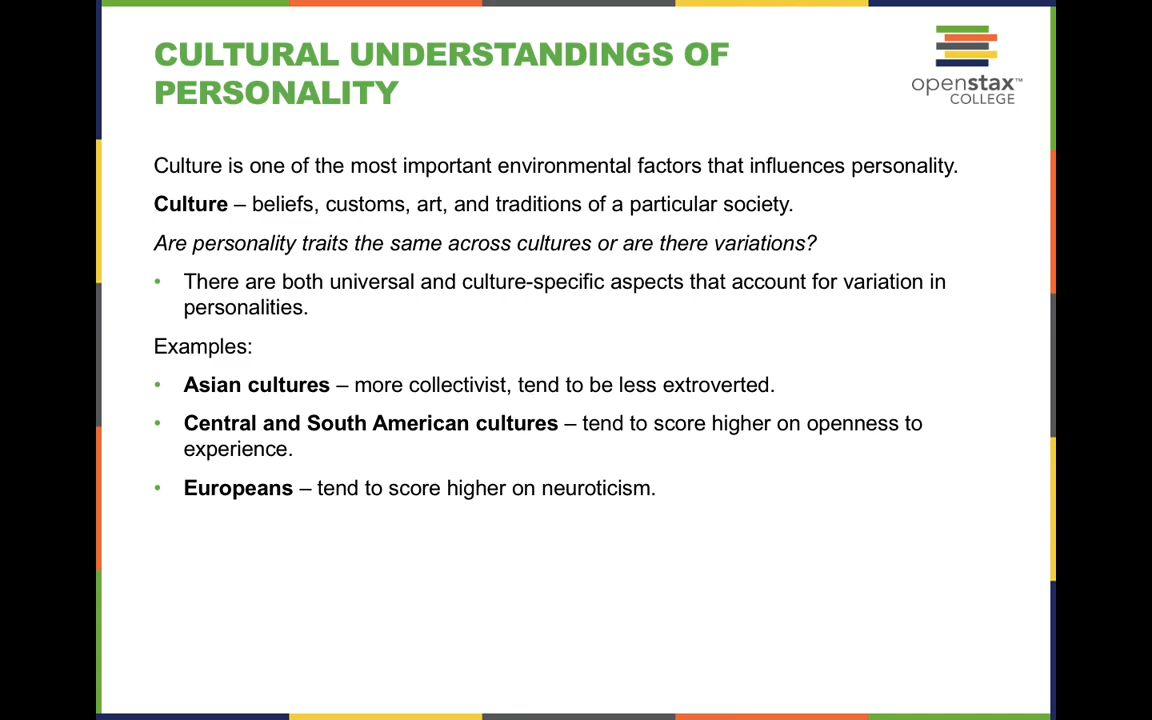 CULTURAL UNDERSTANDINGS OF
PERSONALITY
openstax™
COLLEGE
Culture is one of the most important environmental factors that influences personality.
Culture – beliefs, customs, art, and traditions of a particular society.
Are personality traits the same across cultures or are there variations?
• There are both universal and culture-specific aspects that account for variation in
personalities.
Examples:
• Asian cultures – more collectivist, tend to be less extroverted.
• Central and South American cultures – tend to score higher on openness to
experience.
• Europeans – tend to score higher on neuroticism.